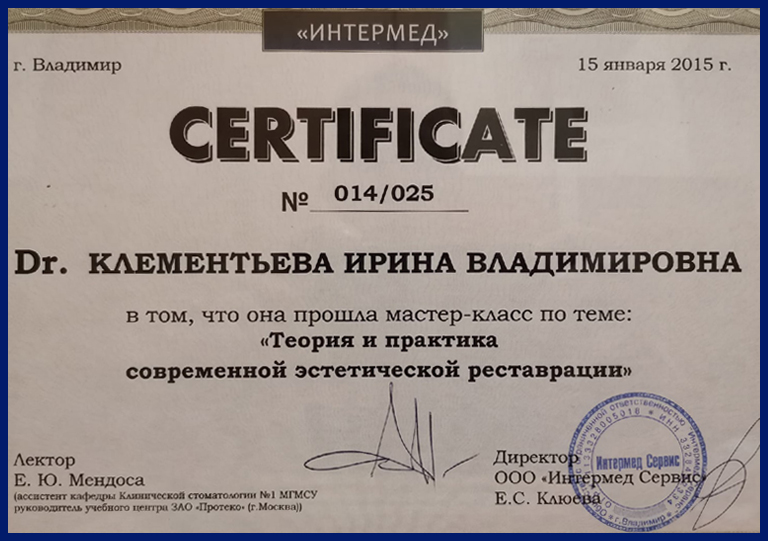 «ИНТЕРМЕД»
г. Владимир
15 января 2015 г.
CERTIFICATE
№ 014/025
Dr. КЛЕМЕНТЬЕВА ИРИНА ВЛАДИМИРОВНА
в том, что она прошла мастер-класс по теме:
«Теория и практика
современной эстетической реставрации»
Лектор
Е. Ю. Мендоса
(ассистент кафедры Клинической стоматологии №1 МГМСУ
руководитель учебного центра ЗАО «Протеко» (г.Москва))
Директор
ООО «Интермед Сервис»
Е.С. Клюева
Интермед Сервис
г.Владимир